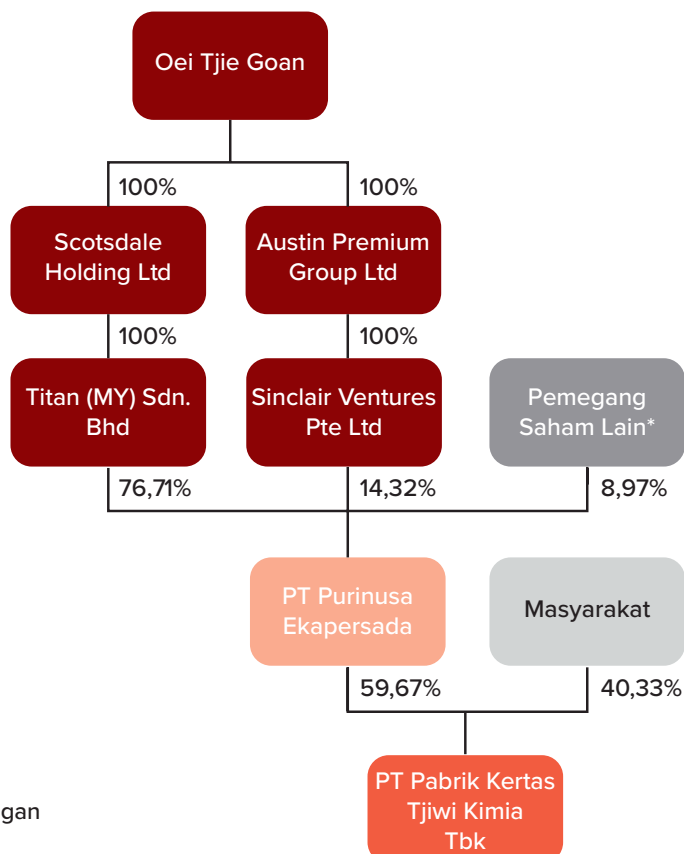 Oei Tjie Goan
100%
100%
Scotsdale
Holding Ltd
Austin Premium
Group Ltd
100%
100%
Titan (MY) Sdn.
Bhd
Sinclair Ventures
Pte Ltd
Pemegang
Saham Lain*
76,71%
14,32%
8,97%
PT Purinusa
Ekapersada
Masyarakat
59,67%
40,33%
PT Pabrik Kertas
Tjiwi Kimia
Tbk
gan